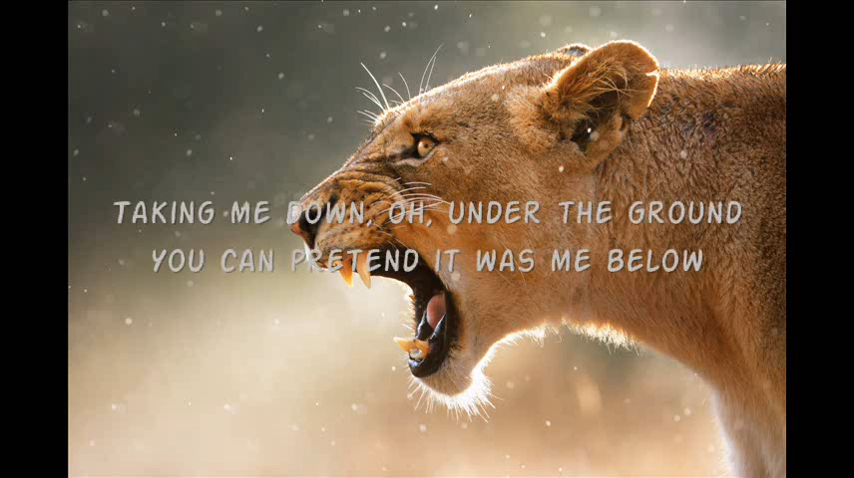 TAKING ME DOWN, OH, UNDER THE GROUND
YOU CAN PRETEND IT WAS ME BELOW